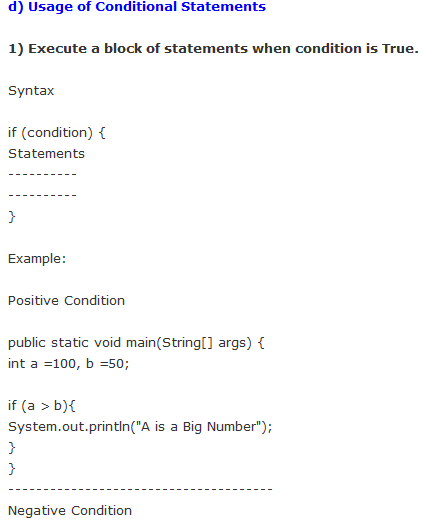 d) Usage of Conditional Statements
1) Execute a block of statements when condition is True.
Syntax
if (condition) {
Statements
----------
----------
}
Example:
Positive Condition
public static void main(String[] args) {
int a =100, b =50;
if (a > b){
System.out.println("A is a Big Number");
}
}
--------------------------------------
Negative Condition